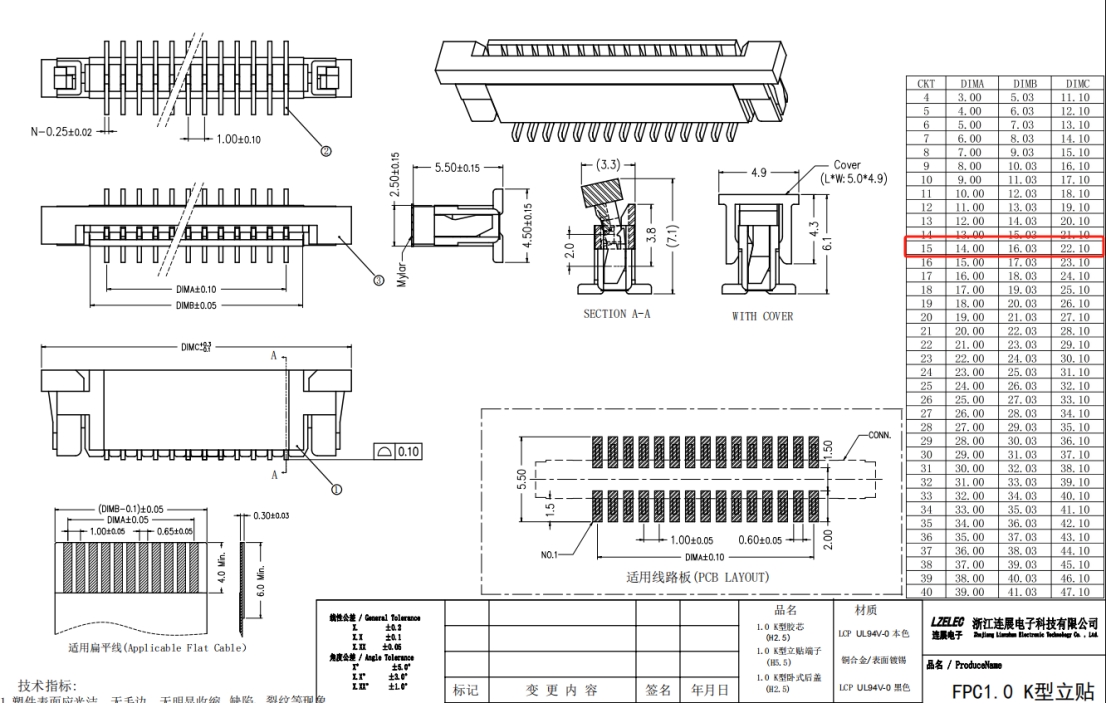 N-0.25±0.02
1.00±0.10
②
DIMA±0.10
DIMB±0.05
③
2.50±0.15
5.50±0.15
4.50±0.15
Mylar
(3.3)
2.0
3.8
(7.1)
SECTION A-A
4.9
Cover
(L*W: 5.0*4.9)
4.3
6.1
WITH COVER
DIMC
A
A
0.10
①
(DIMB-0.1)±0.05
DIMA±0.05
1.00±0.05
0.65±0.05
0.30±0.03
4.0 Min.
6.0 Min.
适用扁平线(Applicable Flat Cable)
CONN.
5.50
1.50
1.5
2.00
NO.1
1.00±0.05
0.60±0.05
DIMA±0.10
适用线路板(PCB LAYOUT)
CKT DIMA DIMB DIMC
4 3.00 5.03 11.10
5 4.00 6.03 12.10
6 5.00 7.03 13.10
7 6.00 8.03 14.10
8 7.00 9.03 15.10
9 8.00 10.03 16.10
10 9.00 11.03 17.10
11 10.00 12.03 18.10
12 11.00 13.03 19.10
13 12.00 14.03 20.10
14 13.00 15.03 21.10
15 14.00 16.03 22.10
16 15.00 17.03 23.10
17 16.00 18.03 24.10
18 17.00 19.03 25.10
19 18.00 20.03 26.10
20 19.00 21.03 27.10
21 20.00 22.03 28.10
22 21.00 23.03 29.10
23 22.00 24.03 30.10
24 23.00 25.03 31.10
25 24.00 26.03 32.10
26 25.00 27.03 33.10
27 26.00 28.03 34.10
28 27.00 29.03 35.10
29 28.00 30.03 36.10
30 29.00 31.03 37.10
31 30.00 32.03 38.10
32 31.00 33.03 39.10
33 32.00 34.03 40.10
34 33.00 35.03 41.10
35 34.00 36.03 42.10
36 35.00 37.03 43.10
37 36.00 38.03 44.10
38 37.00 39.03 45.10
39 38.00 40.03 46.10
40 39.00 41.03 47.10
线性公差 / General Tolerance
X. ±0.2
X.X ±0.1
X.XX ±0.05
角度公差 / Angle Tolerance
X° ±5.0°
X.X° ±3.0°
X.XX° ±1.0°
标记 变更内容 签名 年月日
品名 材质
1.0 K型胶芯
(H2.5)
LCP UL94V-0 本色
1.0 K型立贴端子
(H5.5)
铜合金/表面镀锡
1.0 K型卧式后盖
(H2.5)
LCP UL94V-0 黑色
LZELEC
连展电子
浙江连展电子科技有限公司
Zhejiang Lianzhan Electronic Technology Co . , Ltd.
品名 / ProduceName
FPC1.0 K型立贴
技术指标:
1 塑件表面应光洁，无毛边，无明显收缩、缺陷、裂纹等现象